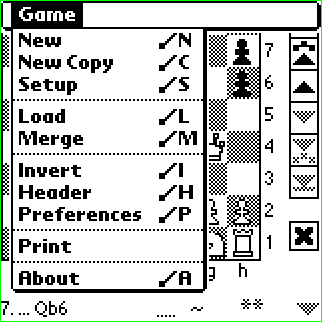 Game
New ✓N
New Copy ✓C
Setup ✓S
Load ✓L
Merge ✓M
Invert ✓I
Header ✓H
Preferences ✓P
Print
About ✓A
7
6
5
4
3
2
1
g h
7. ... Qb6 ..... ~ **